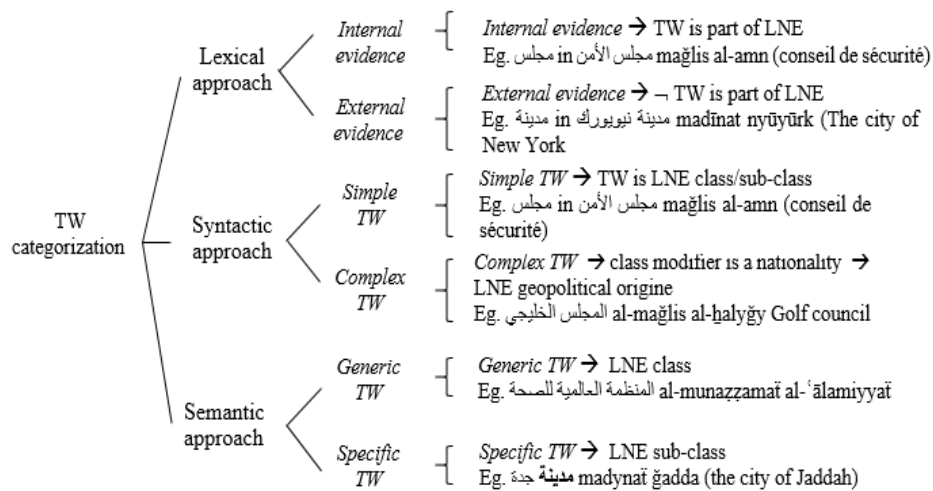 TW
categorization
Lexical
approach
Internal
evidence
Internal evidence → TW is part of LNE
Eg. مجلس in مجلس الأمن mağlis al-amn (conseil de sécurité)
External
evidence
External evidence → ¬ TW is part of LNE
Eg. مدينة in مدينة نيويورك madīnat nyūyūrk (The city of
New York
Syntactic
approach
Simple
TW
Simple TW → TW is LNE class/sub-class
Eg. مجلس in مجلس الأمن mağlis al-amn (conseil de
sécurité)
Complex
TW
Complex TW → class modifier is a nationality →
LNE geopolitical origine
Eg. المجلس الخليجي al-mağlis al-ẖalyğy Golf council
Semantic
approach
Generic
TW
Generic TW → LNE class
Eg. المنظمة العالمية للصحة al-munaẓẓamaẗ al-ʿālamiyyaẗ
Specific
TW
Specific TW → LNE sub-class
Eg. مدينة جدة madynaẗ ğadda (the city of Jaddah)